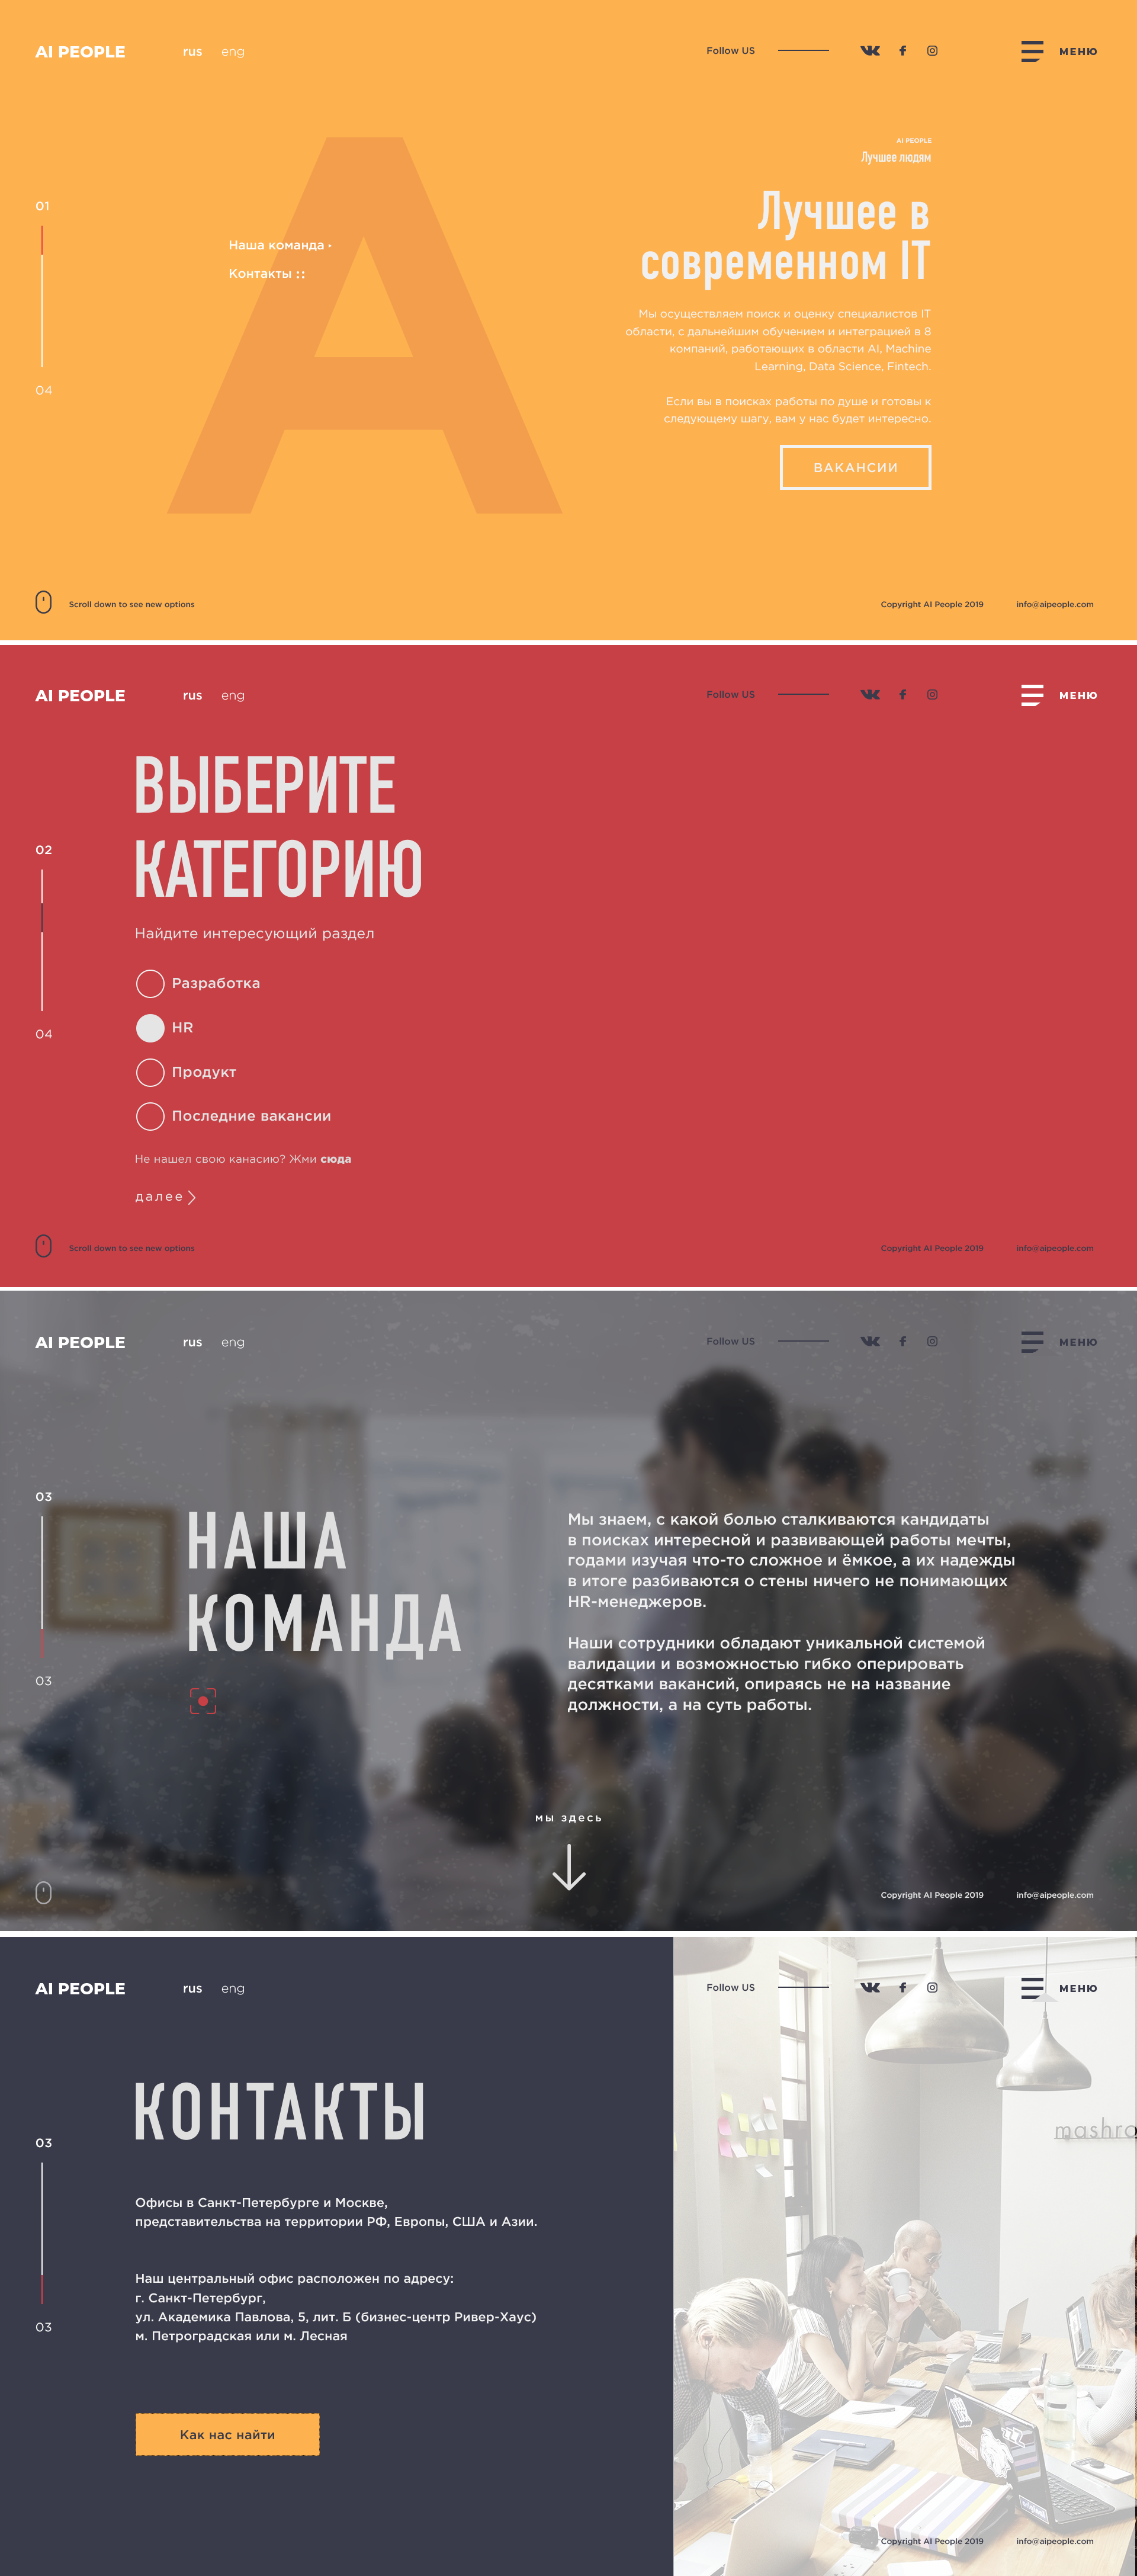 AI PEOPLE
rus eng
Follow US
МЕНЮ
AI PEOPLE
Лучшее людям
01
A
Наша команда
Контакты ::
04
Лучшее в
современном IT
Мы осуществляем поиск и оценку специалистов IT
области, с дальнейшим обучением и интеграцией в 8
компаний, работающих в области AI, Machine
Learning, Data Science, Fintech.
Если вы в поисках работы по душе и готовы к
следующему шагу, вам у нас будет интересно.
ВАКАНСИИ
Scroll down to see new options
Copyright AI People 2019
info@aipeople.com
AI PEOPLE
rus eng
Follow US
МЕНЮ
ВЫБЕРИТЕ
КАТЕГОРИЮ
02
04
Найдите интересующий раздел
Разработка
HR
Продукт
Последние вакансии
Не нашел свою канасию? Жми сюда
далее
Scroll down to see new options
Copyright AI People 2019
info@aipeople.com
AI PEOPLE
rus eng
Follow US
МЕНЮ
03
03
НАША
КОМАНДА
Мы знаем, с какой болью сталкиваются кандидаты
в поисках интересной и развивающей работы мечты,
годами изучая что-то сложное и ёмкое, а их надежды
в итоге разбиваются о стены ничего не понимающих
HR-менеджеров.
Наши сотрудники обладают уникальной системой
валидации и возможностью гибко оперировать
десятками вакансий, опираясь не на название
должности, а на суть работы.
мы здесь
Copyright AI People 2019
info@aipeople.com
AI PEOPLE
rus eng
Follow US
МЕНЮ
КОНТАКТЫ
03
03
Офисы в Санкт-Петербурге и Москве,
представительства на территории РФ, Европы, США и Азии.
Наш центральный офис расположен по адресу:
г. Санкт-Петербург,
ул. Академика Павлова, 5, лит. Б (бизнес-центр Ривер-Хаус)
м. Петроградская или м. Лесная
Как нас найти
mashro
original
Copyright AI People 2019
info@aipeople.com